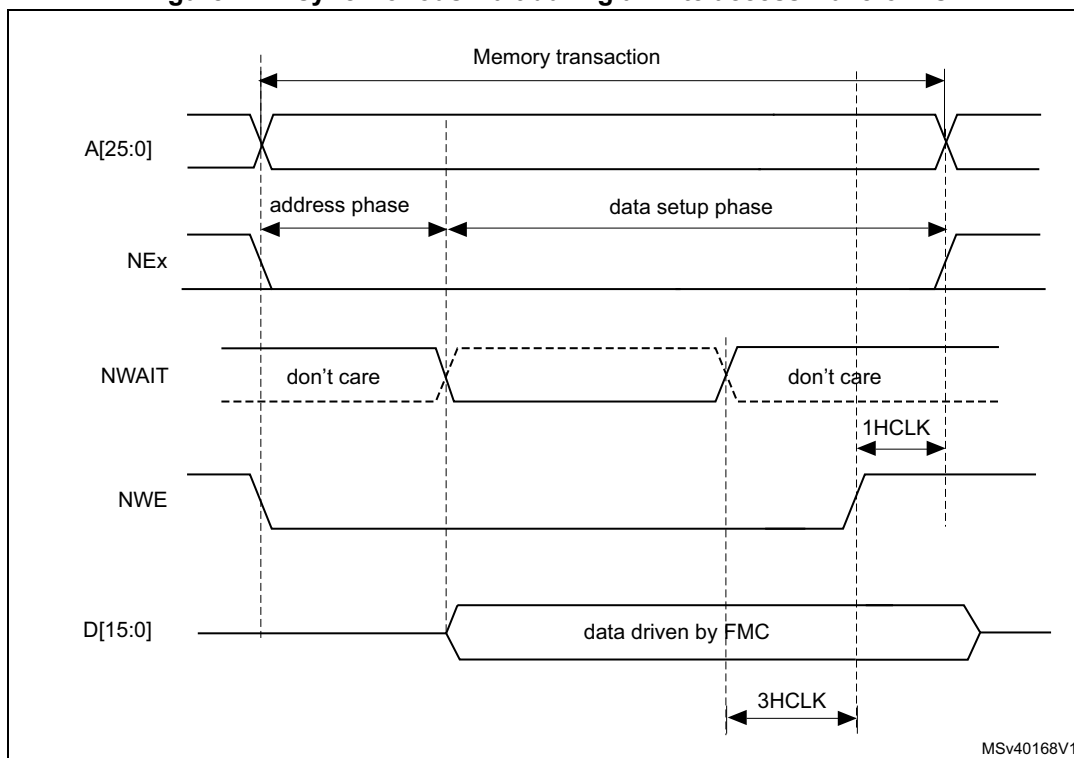 Memory transaction
A[25:0]
address phase
data setup phase
NEx
NWAIT
don't care
don't care
1HCLK
NWE
D[15:0]
data driven by FMC
3HCLK
MSv40168V1